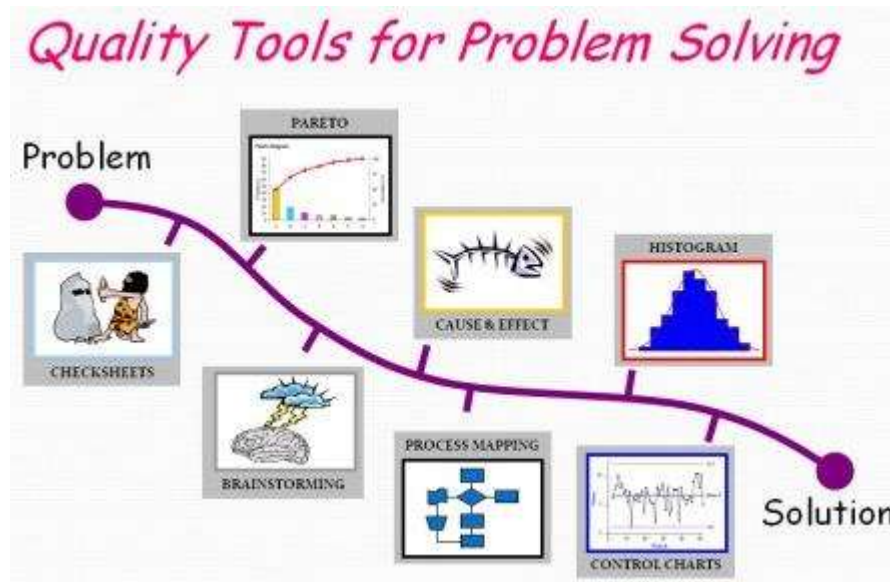 Quality Tools for Problem Solving
PARETO
Problem
HISTOGRAM
CAUSE & EFFECT
CHECKSHEETS
PROCESS MAPPING
BRAINSTORMING
Solution
CONTROL CHARTS